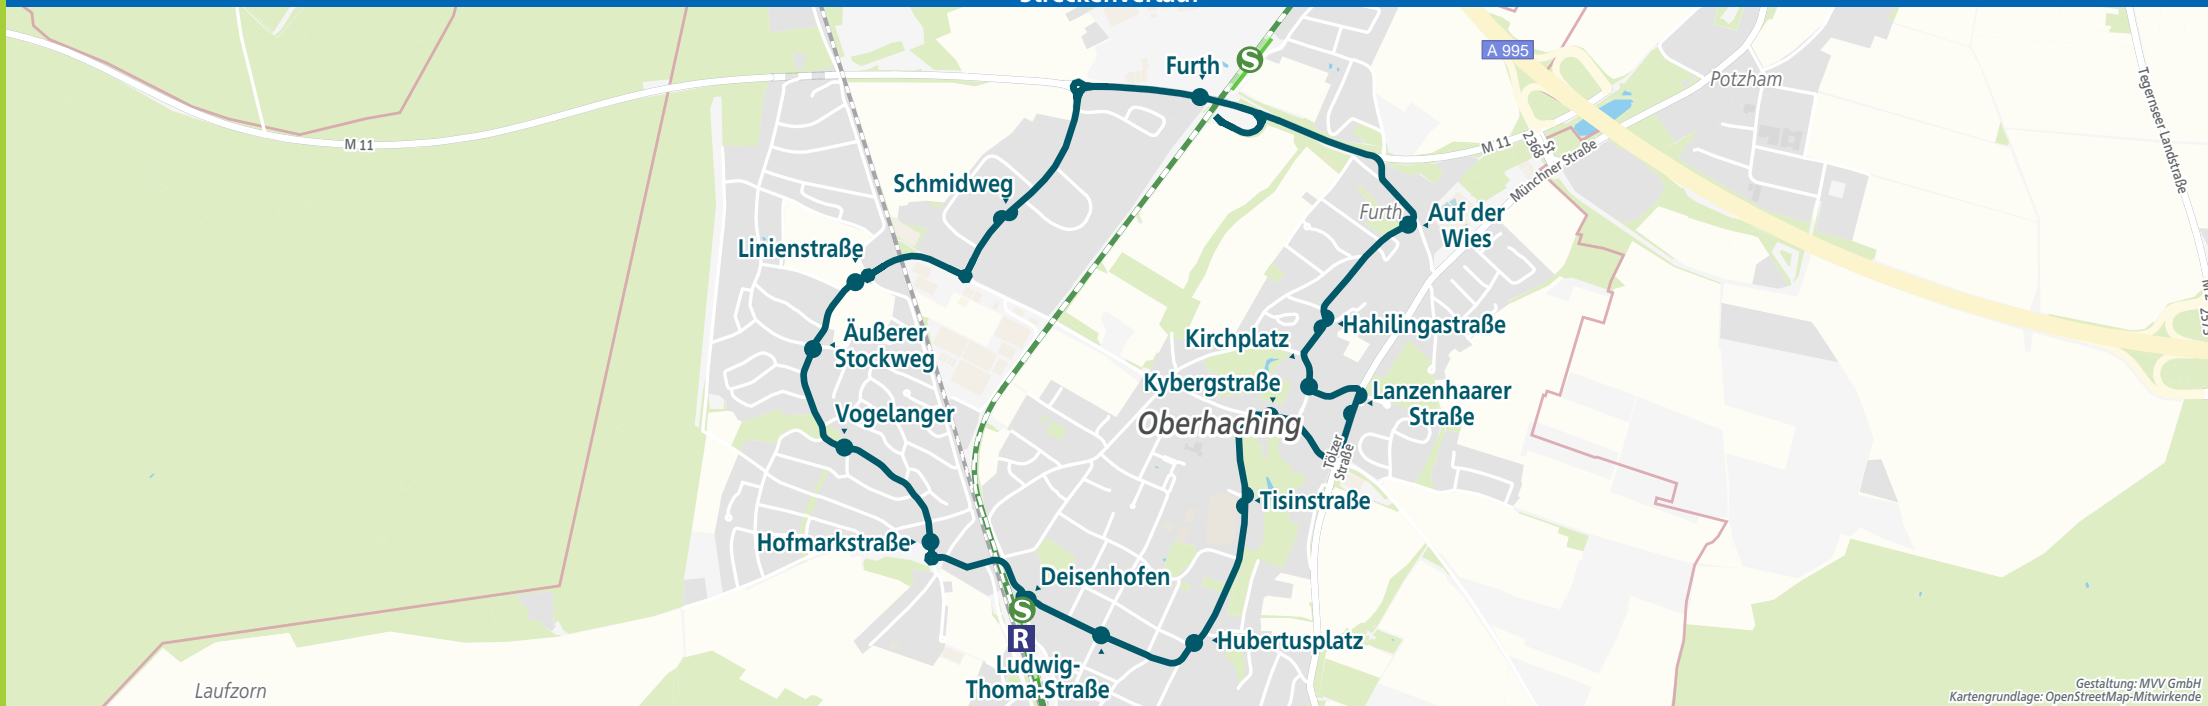 Streckenverlauf
Furth
S
A 995
Potzham
Tegernseer Landstraße
M 11
M 11
St
2368
Münchner Straße
Schmidweg
Furth
Auf der
Wies
Linienstraße
Äußerer
Stockweg
Hahilingastraße
Kirchplatz
Kybergstraße
Lanzenhaarer
Straße
Vogelanger
Oberhaching
Tölzer
Straße
Tisinstraße
Hofmarkstraße
Deisenhofen
S
R
Hubertusplatz
Ludwig-
Thoma-Straße
Laufzorn
Gestaltung: MVV GmbH
Kartengrundlage: OpenStreetMap-Mitwirkende